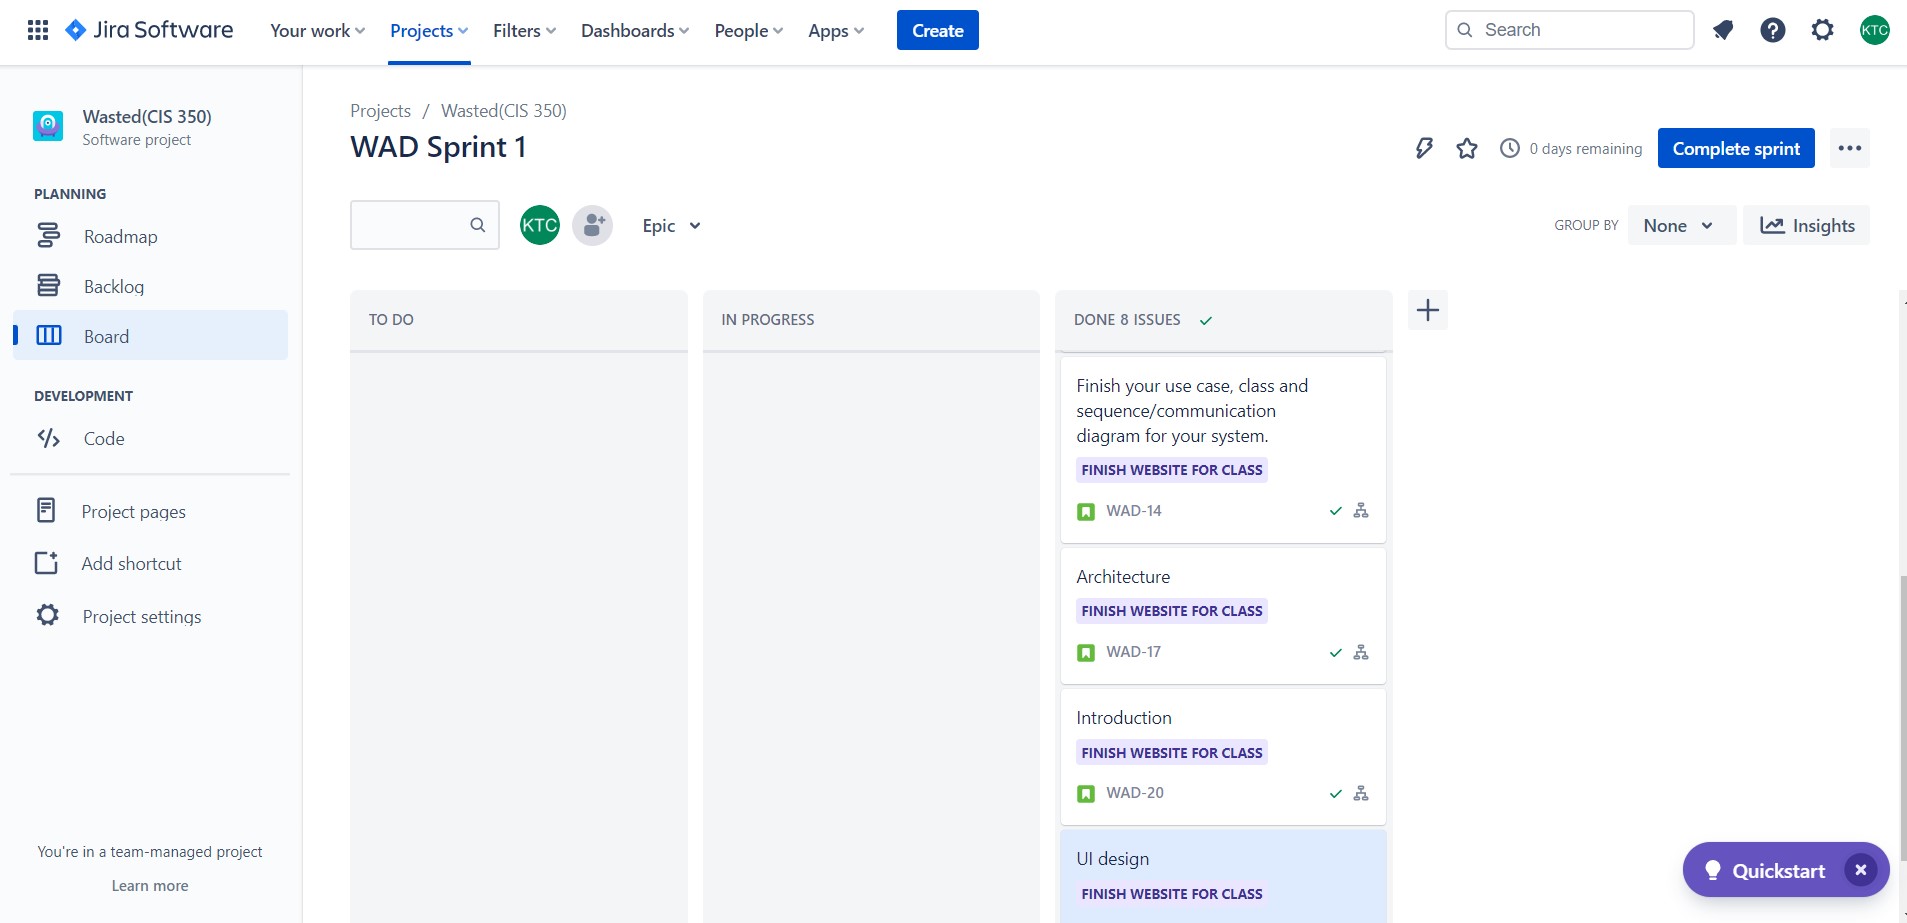 Jira Software Your work Projects Filters Dashboards People Apps Create Search KTC
Wasted(CIS 350)
Software project
PLANNING
Roadmap
Backlog
Board
DEVELOPMENT
Code
Project pages
Add shortcut
Project settings
You're in a team-managed project
Learn more
Projects / Wasted(CIS 350)
WAD Sprint 1
0 days remaining Complete sprint
KTC Epic GROUP BY None Insights
TO DO
IN PROGRESS
DONE 8 ISSUES
Finish your use case, class and
sequence/communication
diagram for your system.
FINISH WEBSITE FOR CLASS
WAD-14
Architecture
FINISH WEBSITE FOR CLASS
WAD-17
Introduction
FINISH WEBSITE FOR CLASS
WAD-20
UI design
FINISH WEBSITE FOR CLASS
Quickstart